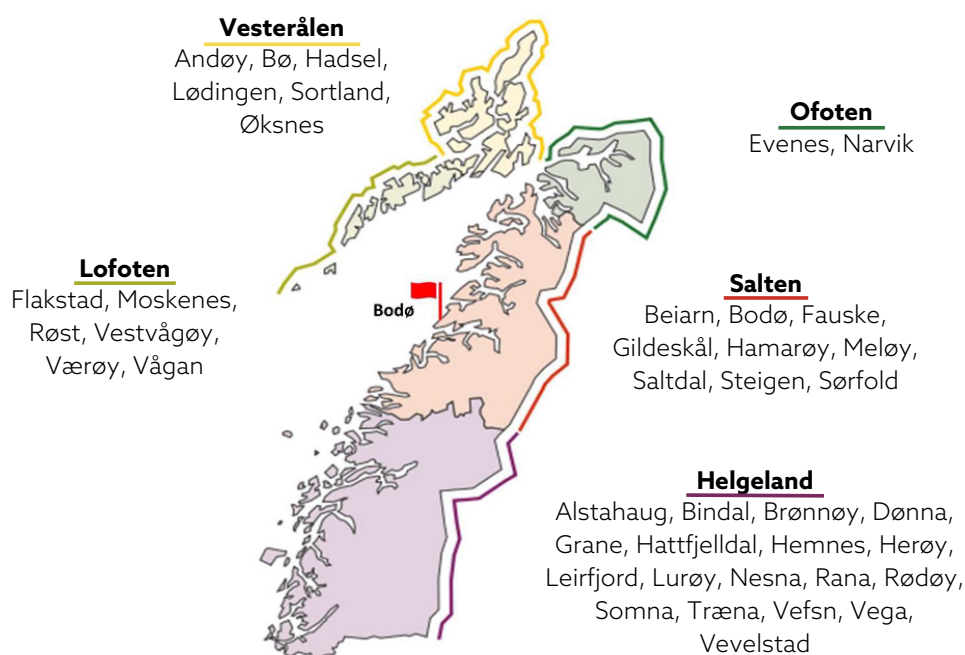 Vesterålen
Andøy, Bø, Hadsel,
Lødingen, Sortland,
Øksnes
Ofoten
Evenes, Narvik
Lofoten
Flakstad, Moskenes,
Røst, Vestvågøy,
Værøy, Vågan
Bodø
Salten
Beiarn, Bodø, Fauske,
Gildeskål, Hamarøy, Meløy,
Saltdal, Steigen, Sørfold
Helgeland
Alstahaug, Bindal, Brønnøy, Dønna,
Grane, Hattfjelldal, Hemnes, Herøy,
Leirfjord, Lurøy, Nesna, Rana, Rødøy,
Somna, Træna, Vefsn, Vega,
Vevelstad